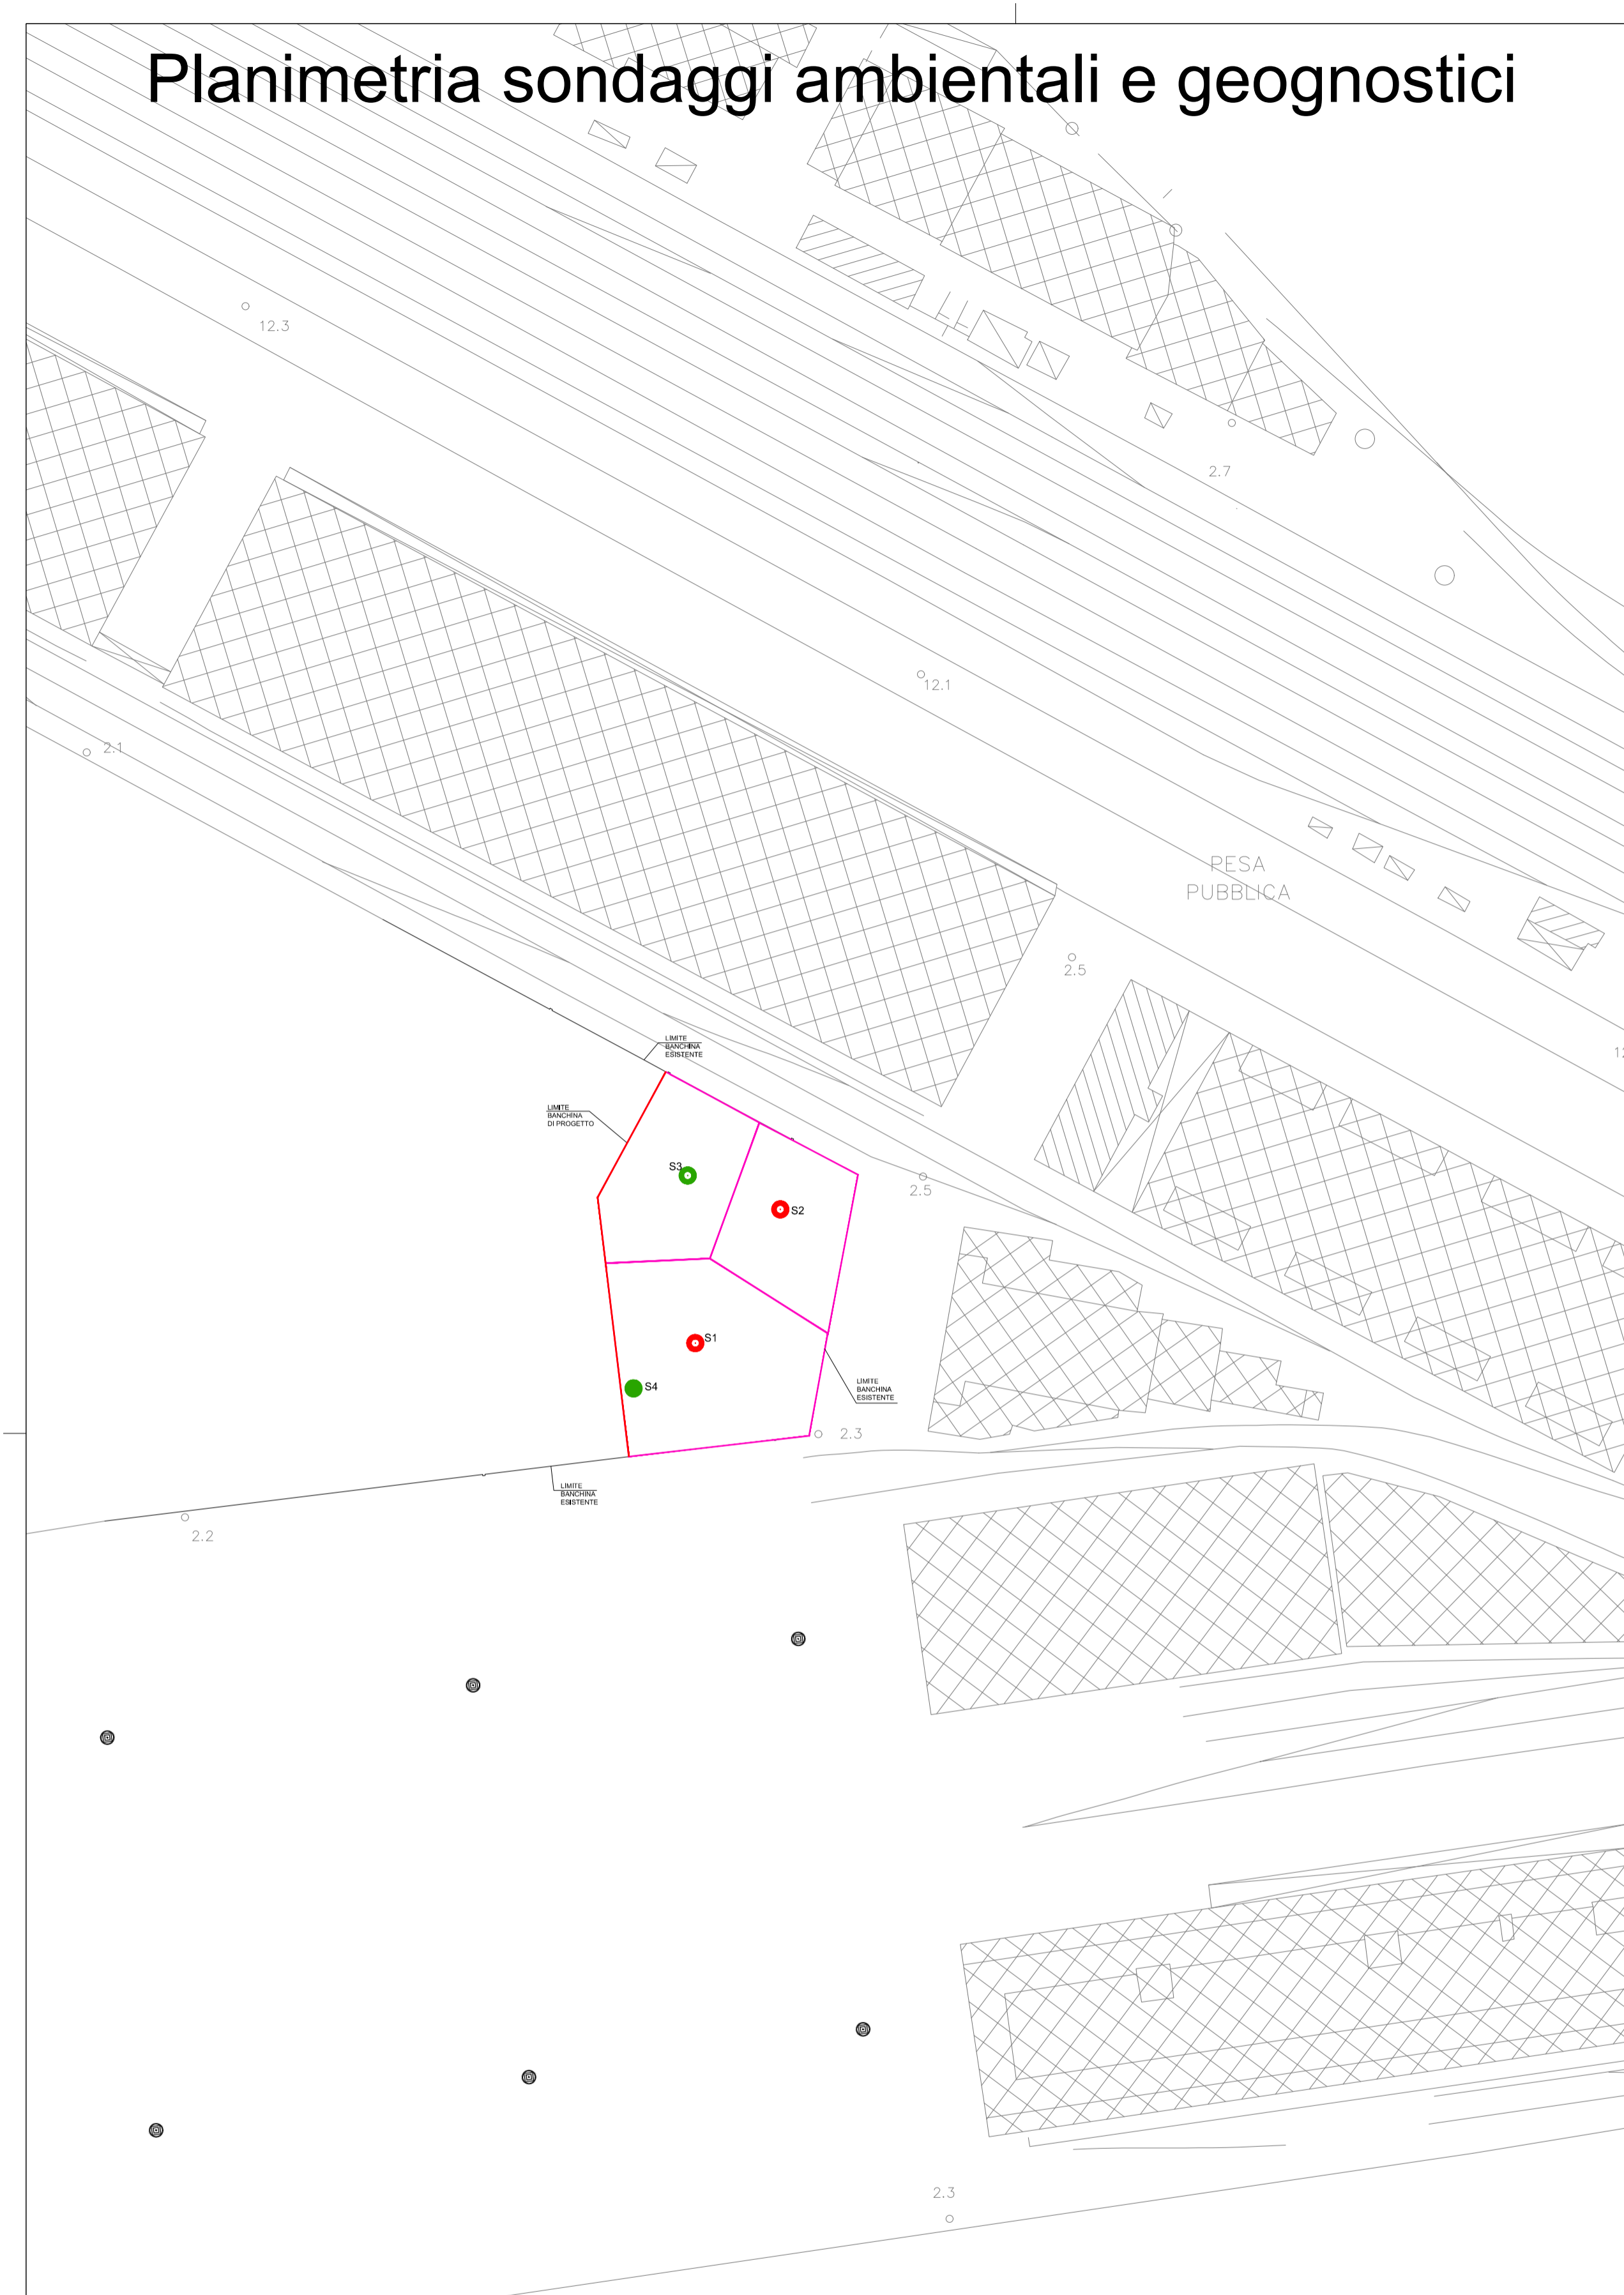 Planimetria sondaggi ambientali e geognostici
12.3
2.7
12.1
2.1
PESA
PUBBLICA
2.5
LIMITE
BANCHINA
ESISTENTE
LIMITE
BANCHINA
DI PROGETTO
S3
2.5
S2
S1
S4
LIMITE
BANCHINA
ESISTENTE
2.3
LIMITE
BANCHINA
ESISTENTE
2.2
2.3